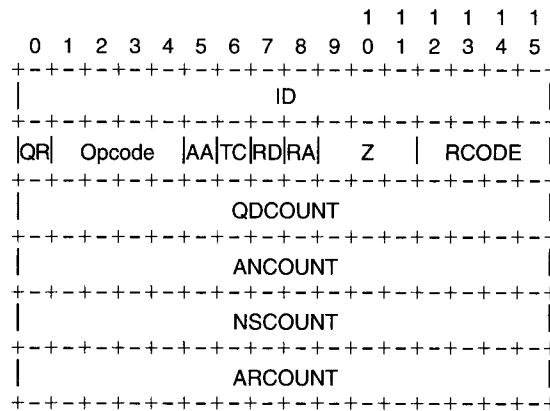 1 1 1 1 1 1
0 1 2 3 4 5 6 7 8 9 0 1 2 3 4 5
+-+-+-+-+-+-+-+-+-+-+-+-+-+-+-+-+
| ID |
+-+-+-+-+-+-+-+-+-+-+-+-+-+-+-+-+
|QR| Opcode |AA|TC|RD|RA| Z | RCODE |
+-+-+-+-+-+-+-+-+-+-+-+-+-+-+-+-+
| QDCOUNT |
+-+-+-+-+-+-+-+-+-+-+-+-+-+-+-+-+
| ANCOUNT |
+-+-+-+-+-+-+-+-+-+-+-+-+-+-+-+-+
| NSCOUNT |
+-+-+-+-+-+-+-+-+-+-+-+-+-+-+-+-+
| ARCOUNT |
+-+-+-+-+-+-+-+-+-+-+-+-+-+-+-+-+